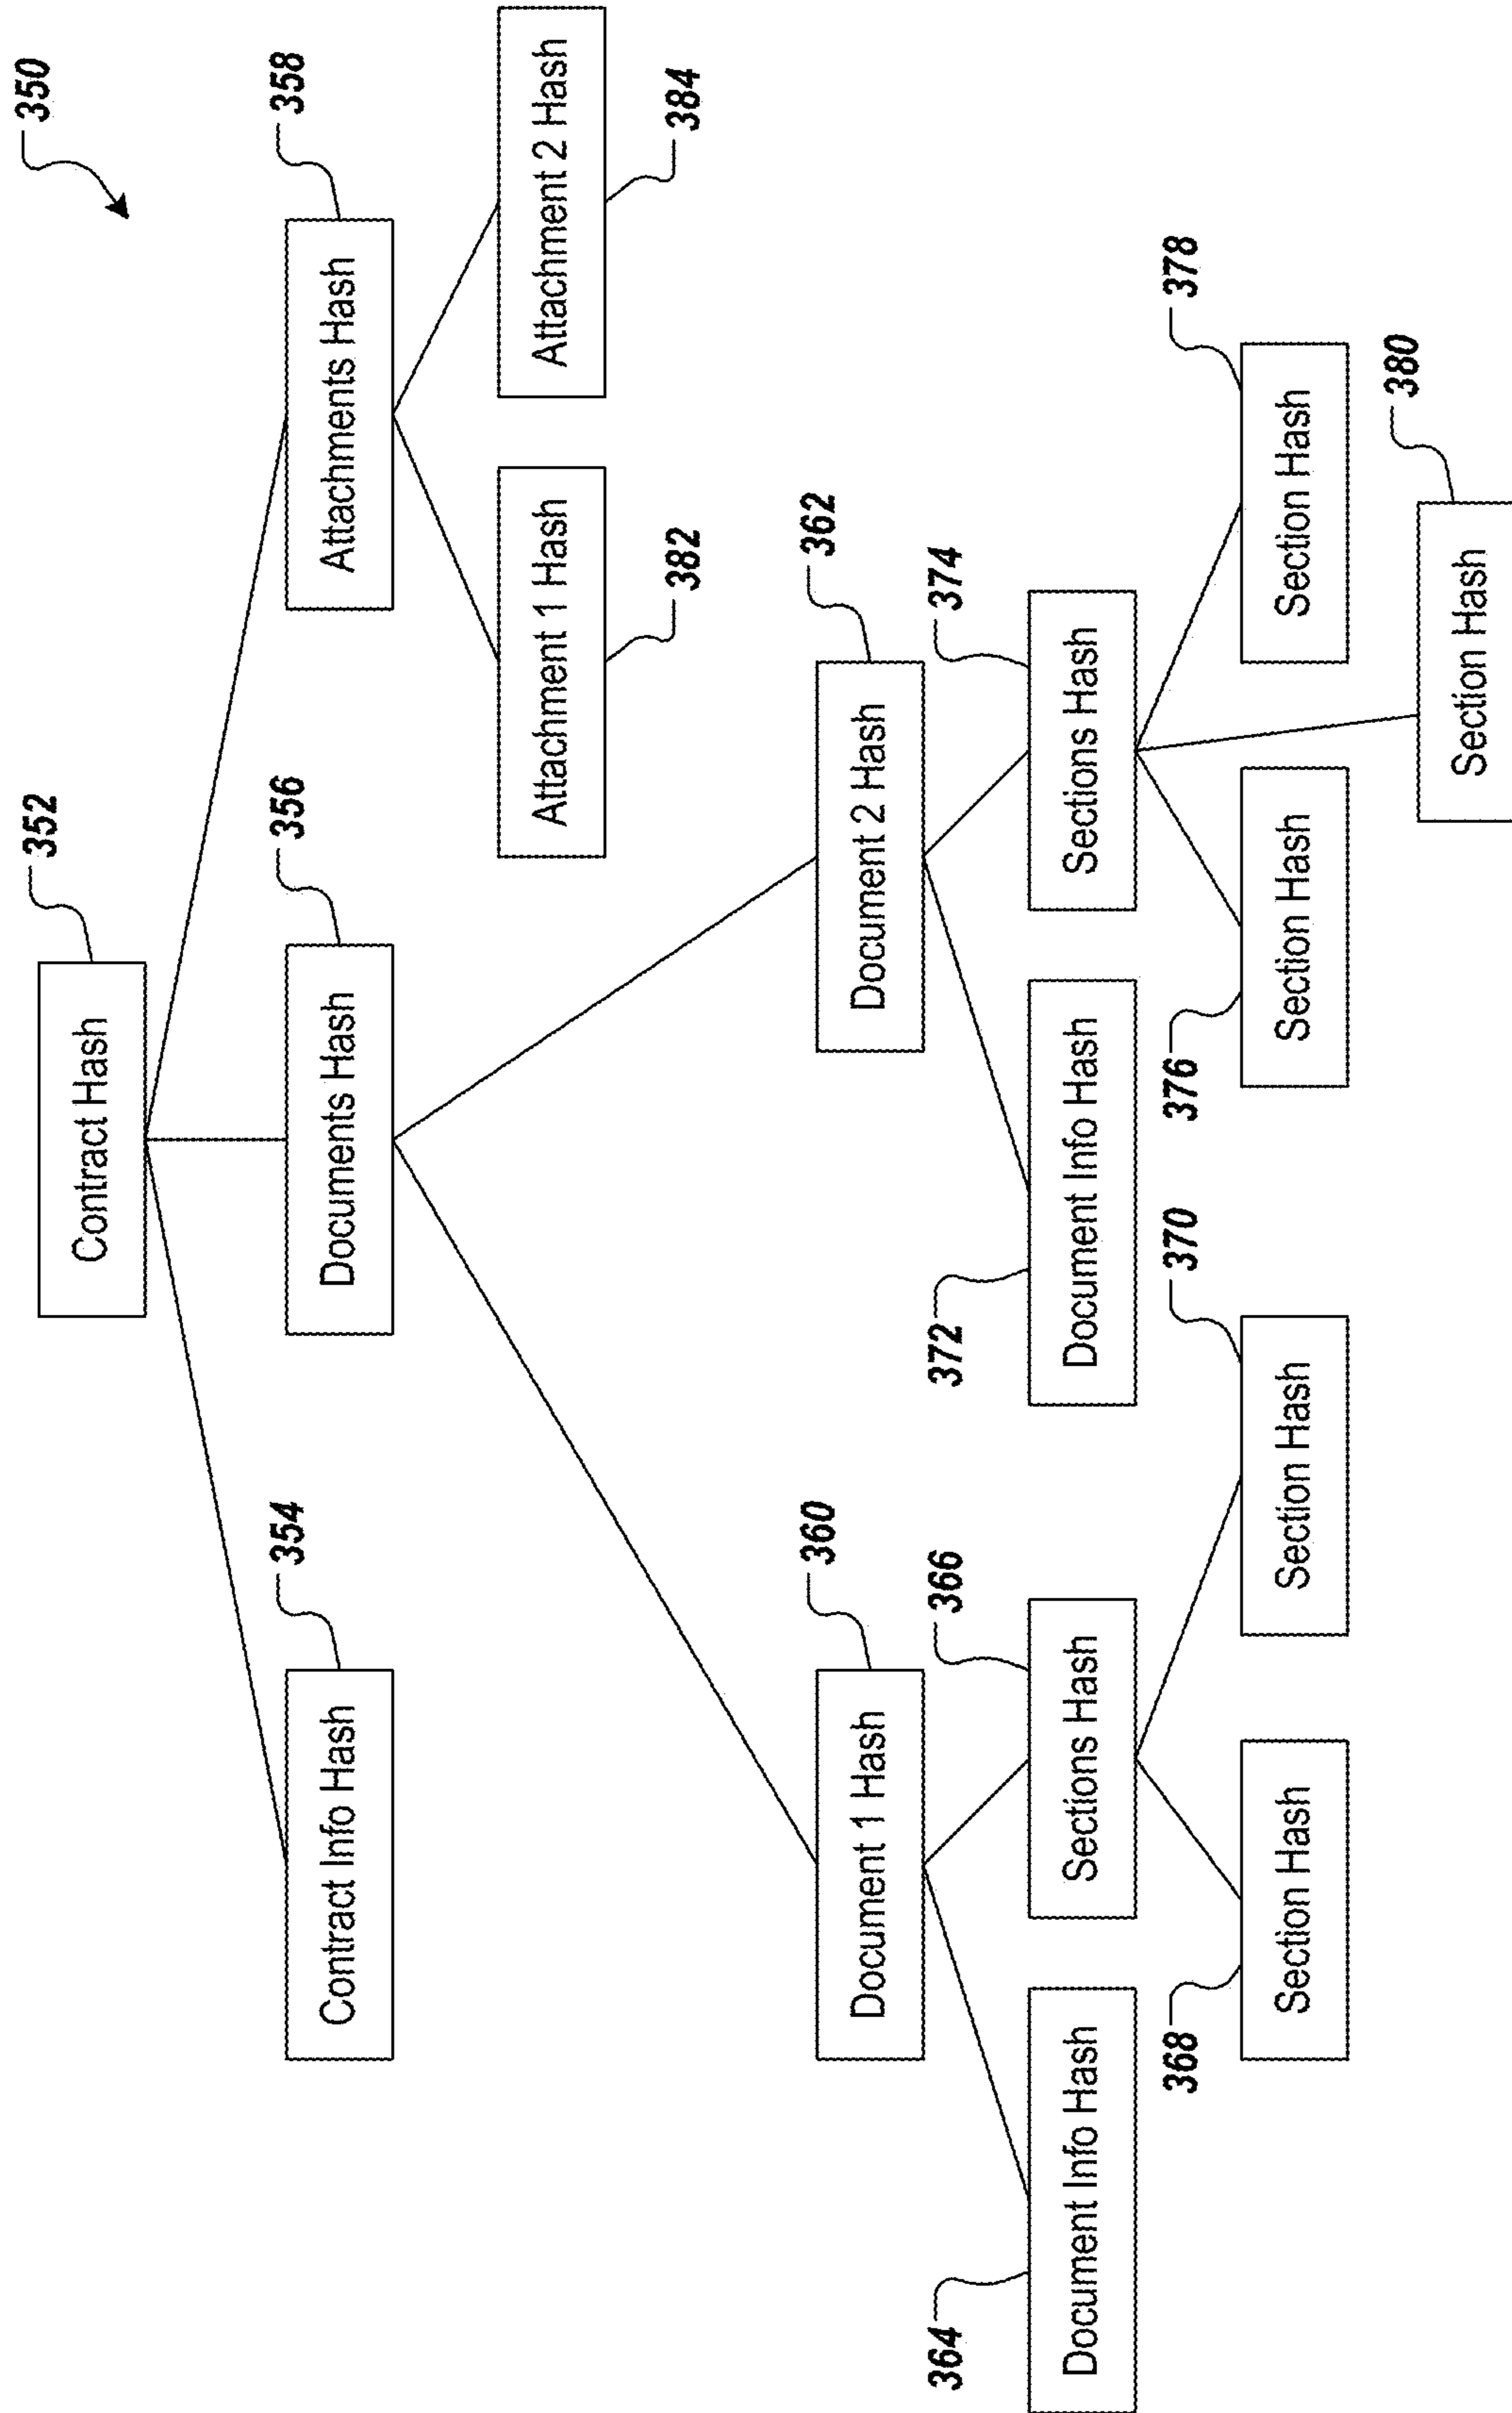 350
352
Contract Hash
354
356
358
Contract Info Hash
Documents Hash
Attachments Hash
Attachment 1 Hash
Attachment 2 Hash
382
384
360
362
Document 1 Hash
Document 2 Hash
364
366
372
374
Document Info Hash
Sections Hash
Document Info Hash
Sections Hash
368
370
376
378
Section Hash
Section Hash
Section Hash
Section Hash
380
Section Hash